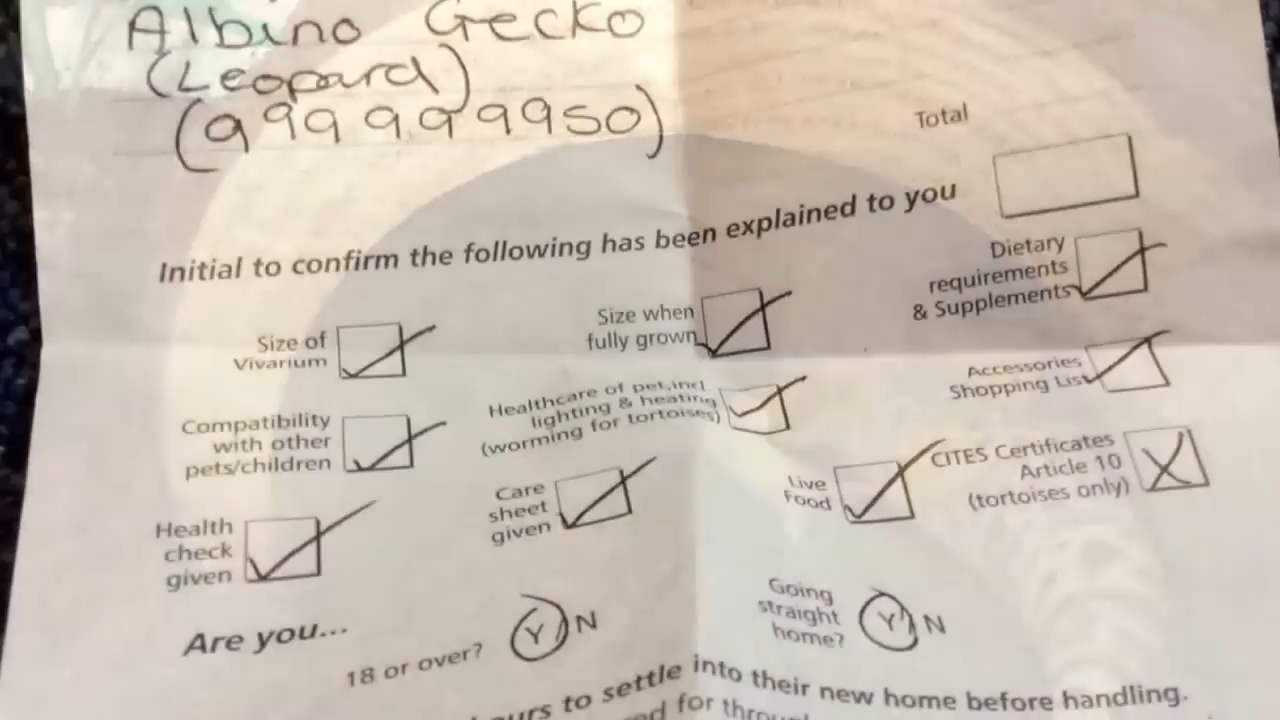 Albino Gecko
(Leopard)
(9999999950)
Total
Initial to confirm the following has been explained to you
Size of
Vivarium
Size when
fully grown
Dietary
requirements
& Supplements
Compatibility
with other
pets/children
Healthcare of pet, incl
lighting & heating
(worming for tortoises)
Accessories
Shopping List
Health
check
given
Care
sheet
given
Live
Food
CITES Certificates
Article 10
(tortoises only)
Are you...
18 or over? Y N
Going
straight
home? Y N
to settle into their new home before handling.
for